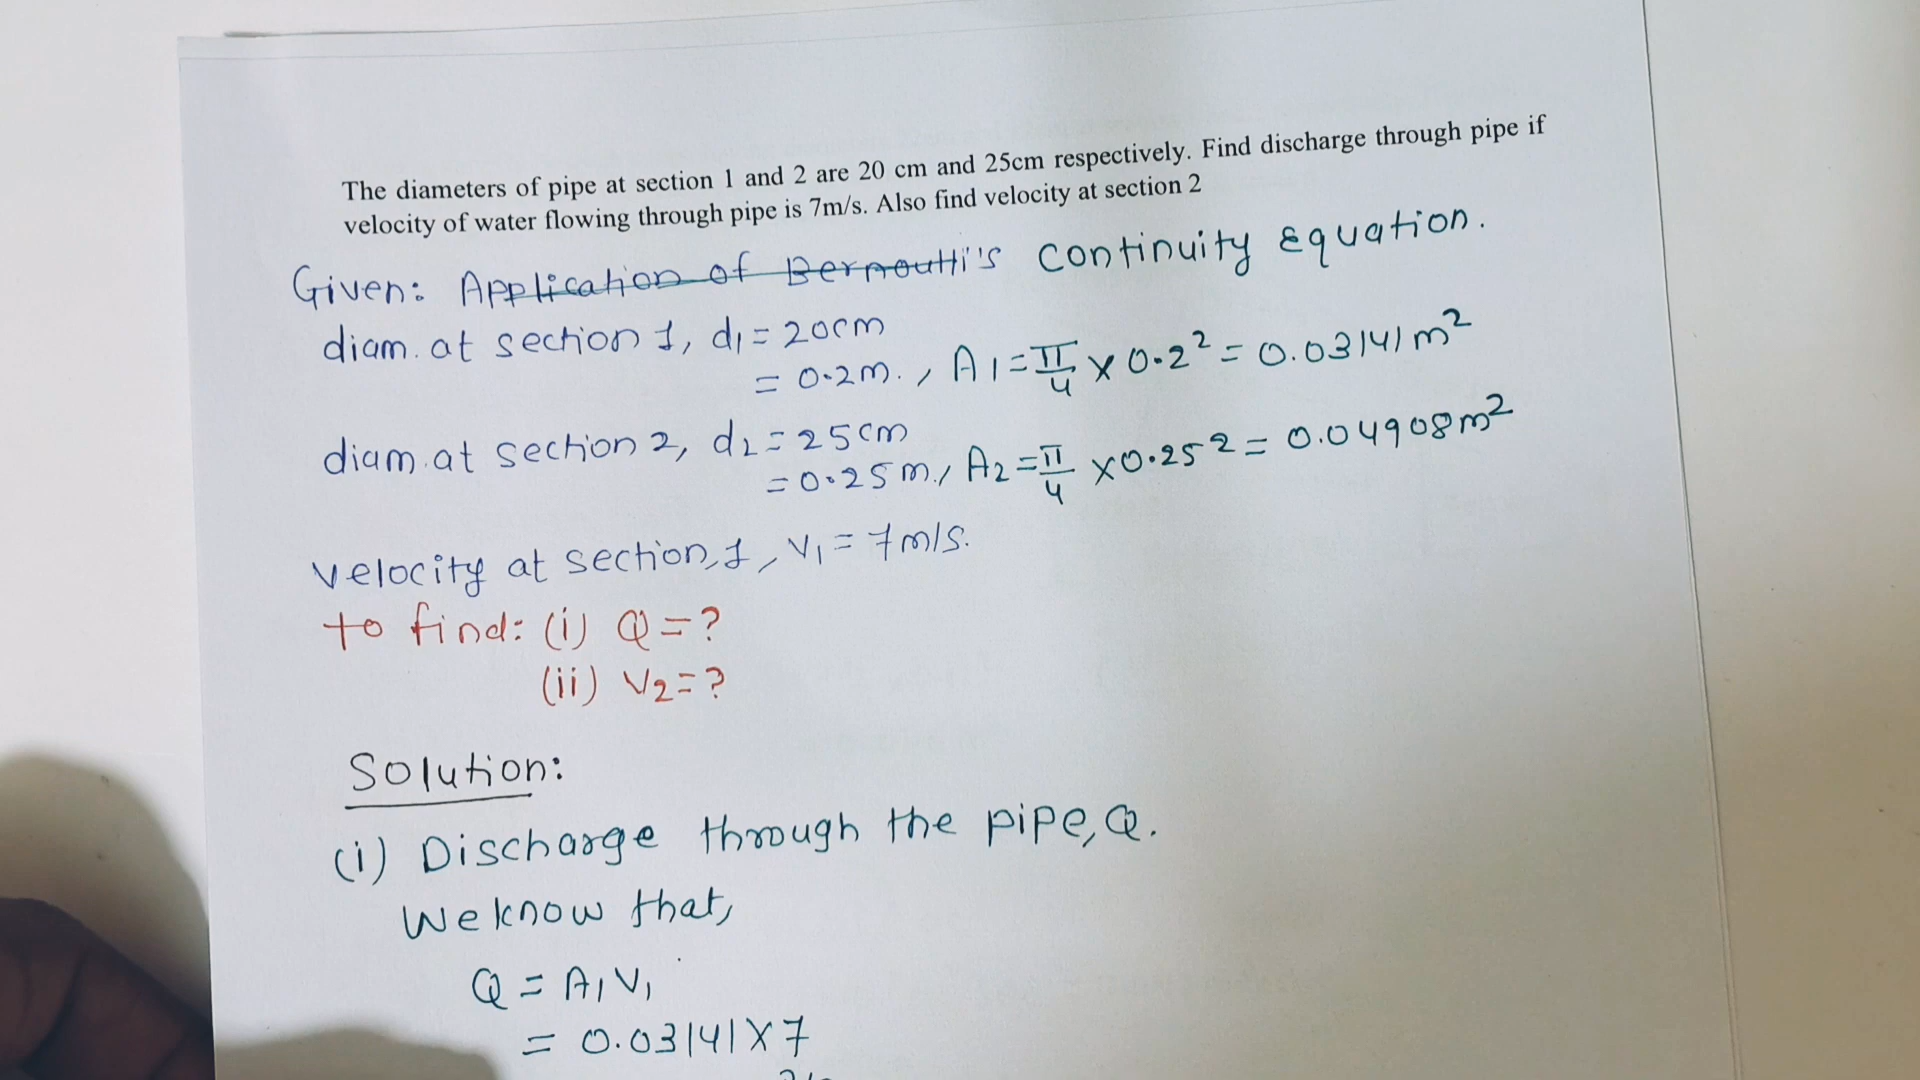 The diameters of pipe at section 1 and 2 are 20 cm and 25cm respectively. Find discharge through pipe if
velocity of water flowing through pipe is 7m/s. Also find velocity at section 2
Given: Application of Bernoulli's Continuity Equation.
diam. at section 1, d₁ = 20cm
= 0.2m., A₁ = π/4 × 0.2² = 0.03141 m²
diam. at section 2, d₂ = 25cm
= 0.25 m., A₂ = π/4 × 0.25² = 0.04908 m²
velocity at section, 1, V₁ = 7m/s.
to find: (i) Q = ?
(ii) V₂ = ?
Solution:
(i) Discharge through the pipe, Q.
We know that,
Q = A₁V₁
= 0.03141 × 7